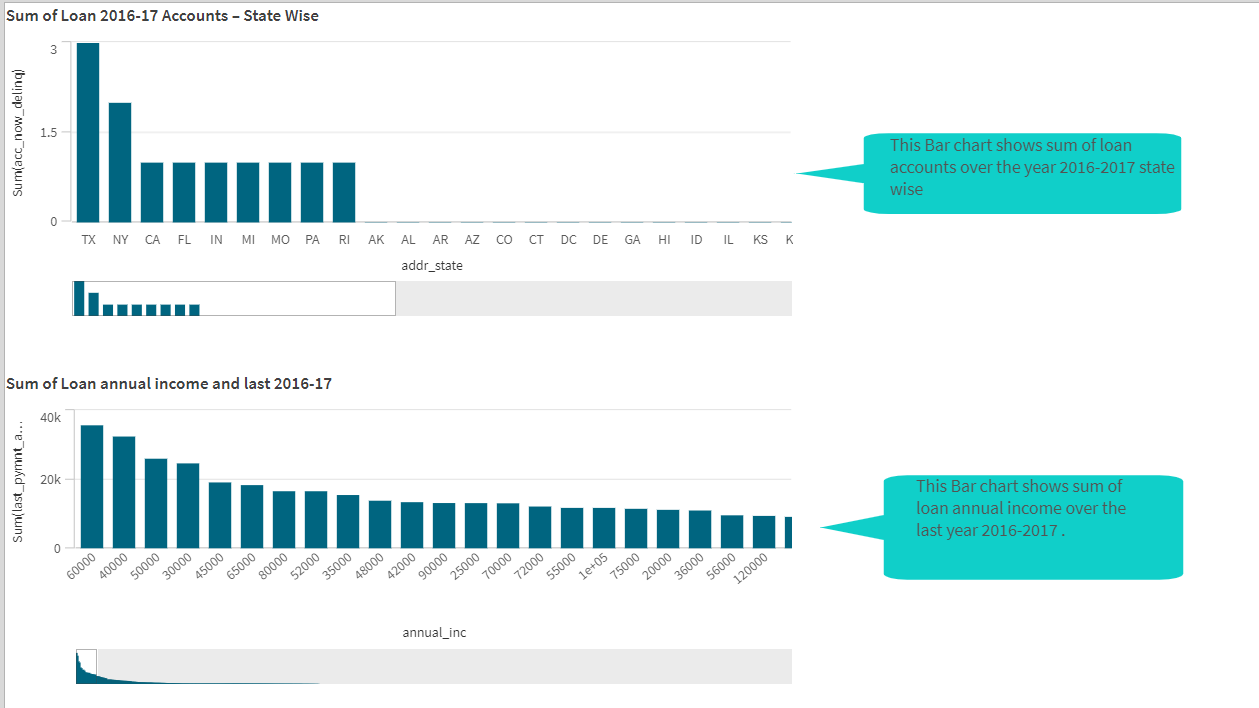 Sum of Loan 2016-17 Accounts – State Wise
Sum(acc_now_delinq)
3
1.5
0
TX NY CA FL IN MI MO PA RI AK AL AR AZ CO CT DC DE GA HI ID IL KS K
addr_state
This Bar chart shows sum of loan
accounts over the year 2016-2017 state
wise
Sum of Loan annual income and last 2016-17
Sum(last_pymnt_a...
40k
20k
0
60000 40000 50000 30000 45000 65000 80000 52000 35000 48000 42000 90000 25000 70000 72000 55000 1e+05 75000 20000 36000 56000 120000
annual_inc
This Bar chart shows sum of
loan annual income over the
last year 2016-2017 .